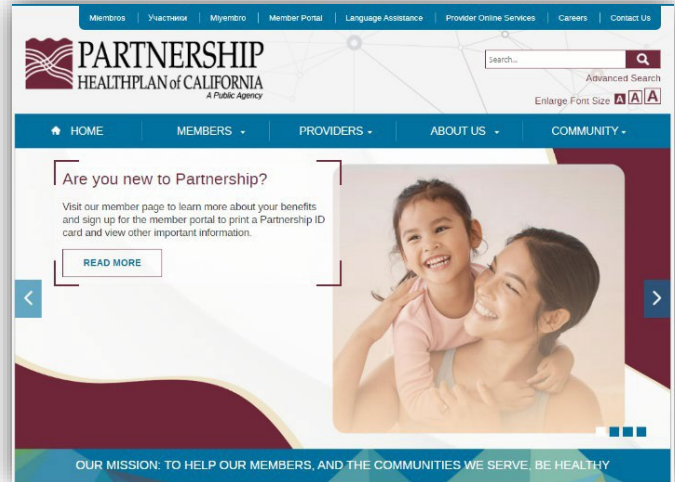 Miembros Участники Miyembro Member Portal Language Assistance Provider Online Services Careers Contact Us
PARTNERSHIP
HEALTHPLAN of CALIFORNIA
A Public Agency
Search...
Advanced Search
Enlarge Font Size A A A
HOME MEMBERS PROVIDERS ABOUT US COMMUNITY
Are you new to Partnership?
Visit our member page to learn more about your benefits
and sign up for the member portal to print a Partnership ID
card and view other important information.
READ MORE
OUR MISSION: TO HELP OUR MEMBERS, AND THE COMMUNITIES WE SERVE, BE HEALTHY